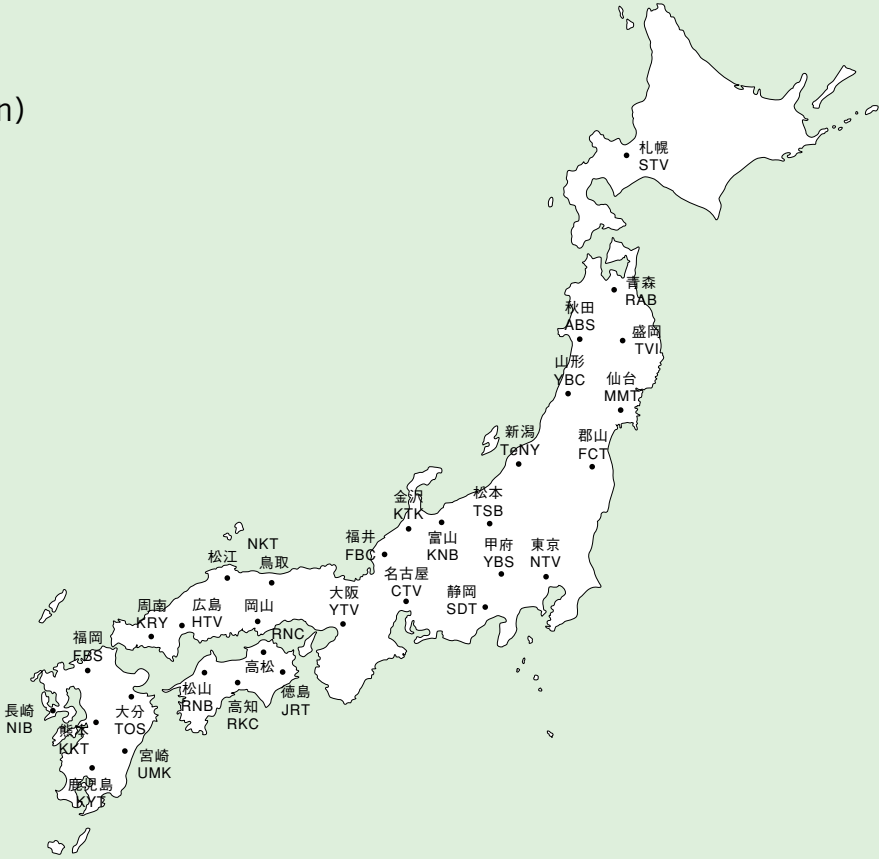 n)
札幌
STV
青森
RAB
秋田
ABS
盛岡
TVI
山形
YBC
仙台
MMT
新潟
TeNY
郡山
FCT
金沢
KTK
松本
TSB
富山
KNB
福井
FBC
甲府
YBS
東京
NTV
NKT
松江
鳥取
名古屋
CTV
静岡
SDT
大阪
YTV
周南
KRY
広島
HTV
岡山
RNC
福岡
FBS
高松
松山
RNB
高知
RKC
徳島
JRT
長崎
NIB
大分
TOS
熊本
KKT
宮崎
UMK
鹿児島
KYT